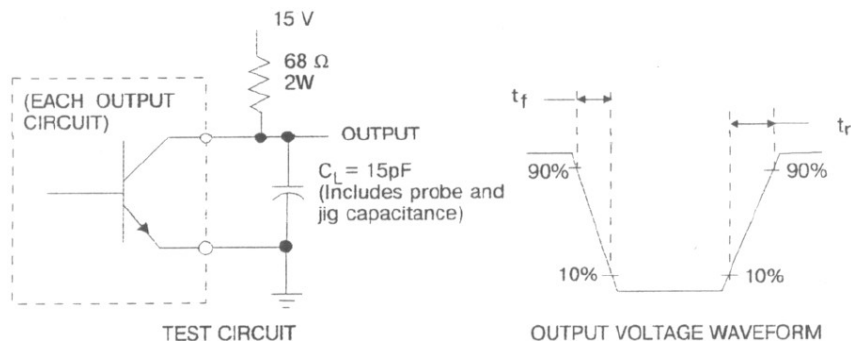 15 V
68 Ω
2W
(EACH OUTPUT
CIRCUIT)
OUTPUT
C_L = 15pF
(Includes probe and
jig capacitance)
TEST CIRCUIT
t_f
t_r
90%
90%
10%
10%
OUTPUT VOLTAGE WAVEFORM